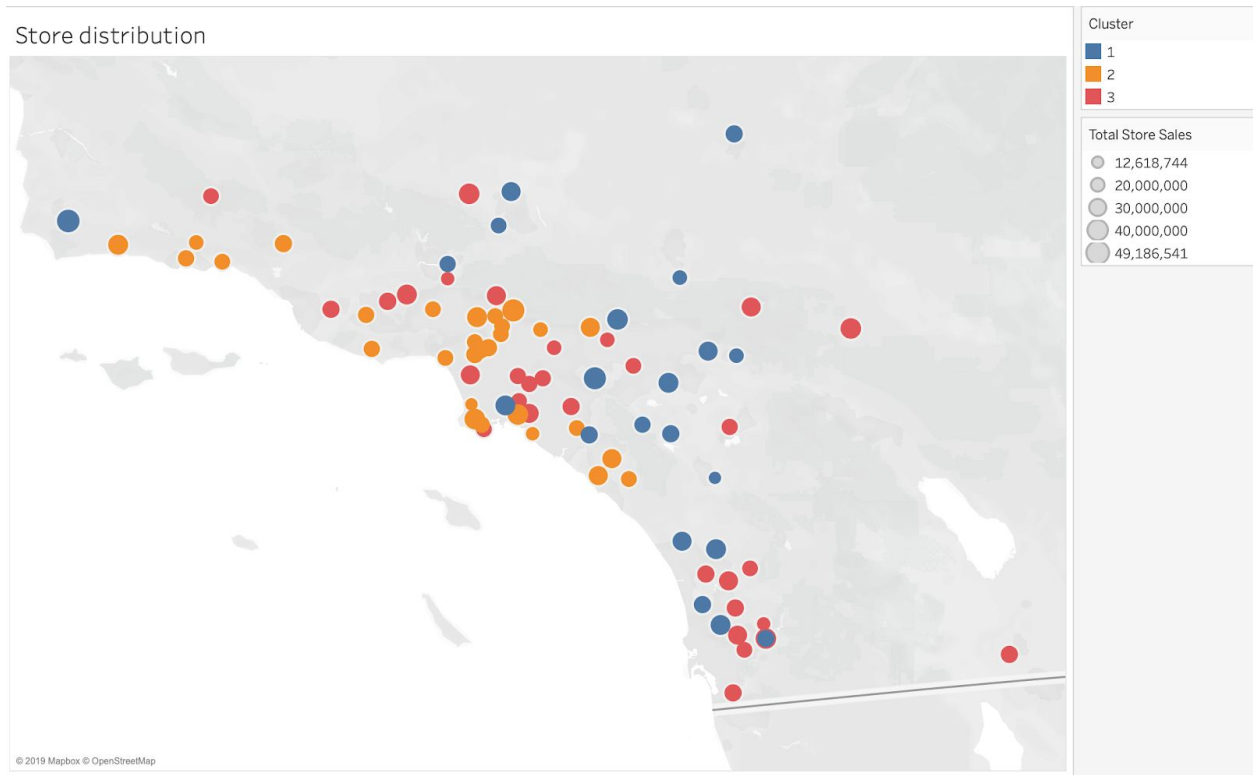 Store distribution
Cluster
1
2
3
Total Store Sales
12,618,744
20,000,000
30,000,000
40,000,000
49,186,541
© 2019 Mapbox © OpenStreetMap